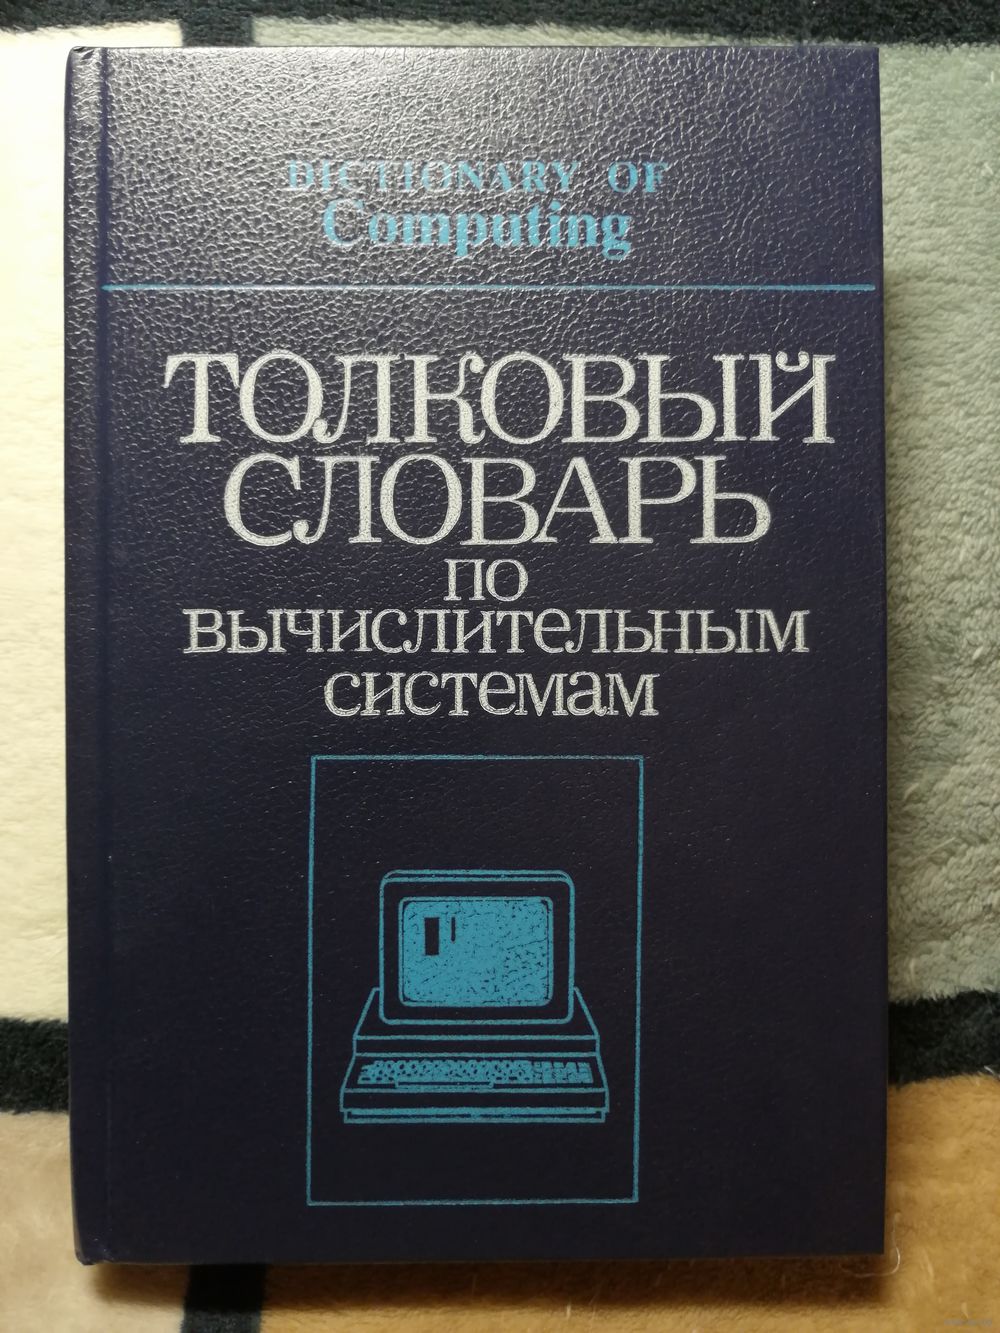 DICTIONARY OF
Computing
ТОЛКОВЫЙ
СЛОВАРЬ
по
вычислительным
системам